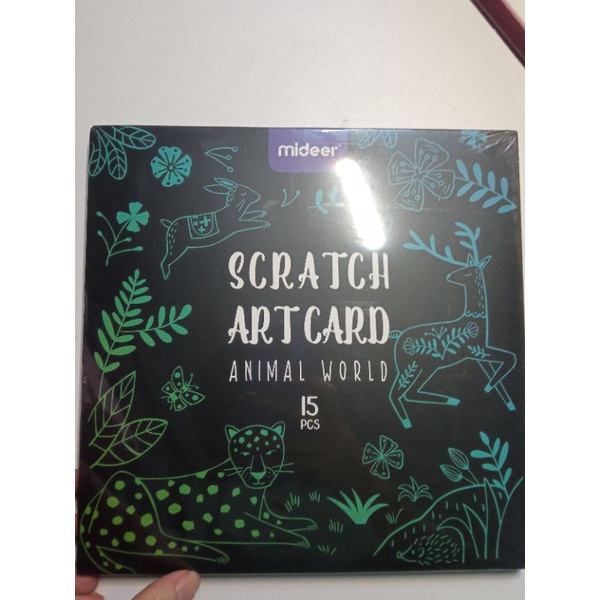 mideer
SCRATCH
ART CARD
ANIMAL WORLD
15
PCS